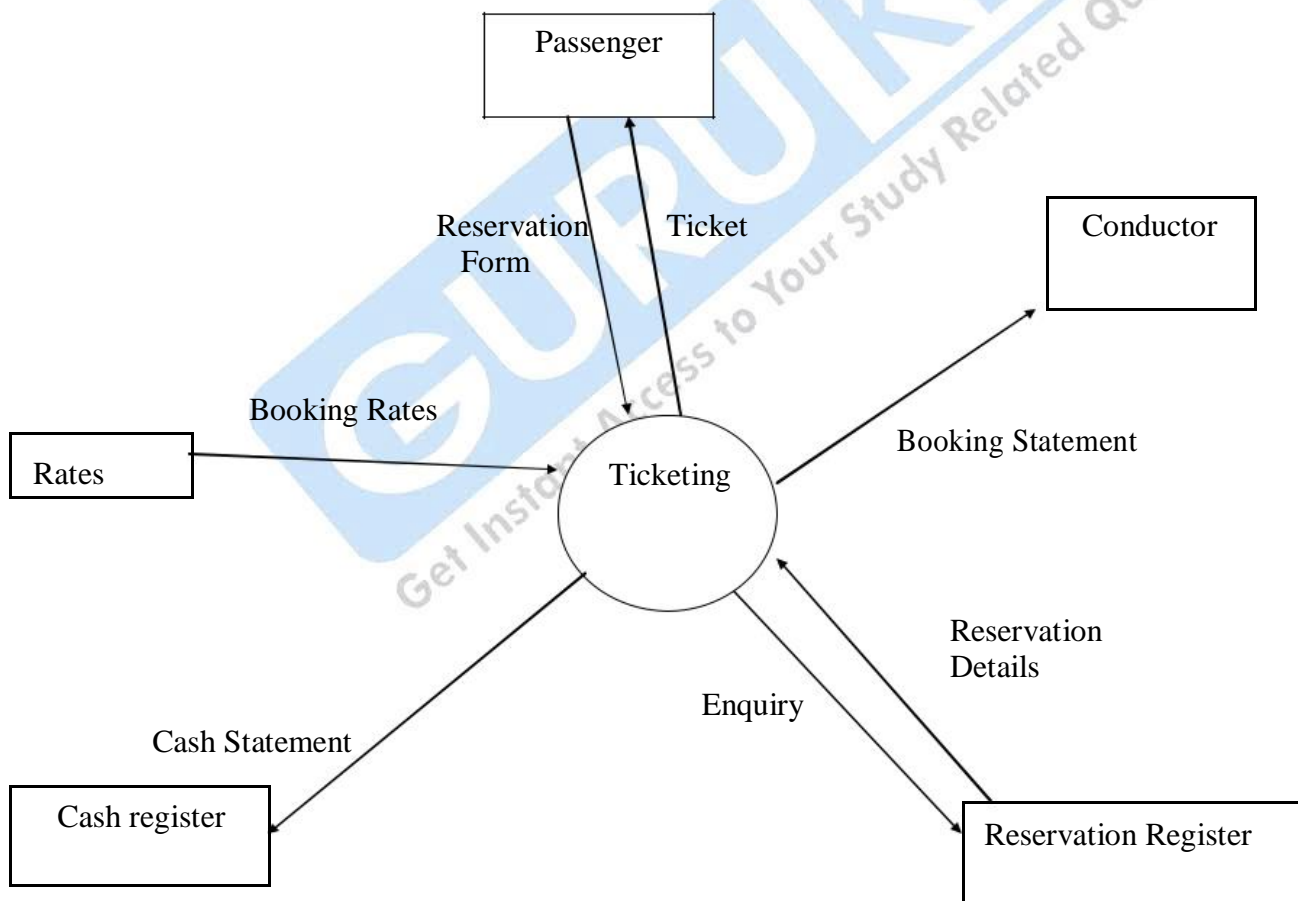 Passenger
Reservation
Form
Ticket
Conductor
Booking Rates
Rates
Ticketing
Booking Statement
Reservation
Details
Enquiry
Cash Statement
Cash register
Reservation Register
Get Instant Access to Your Study Related